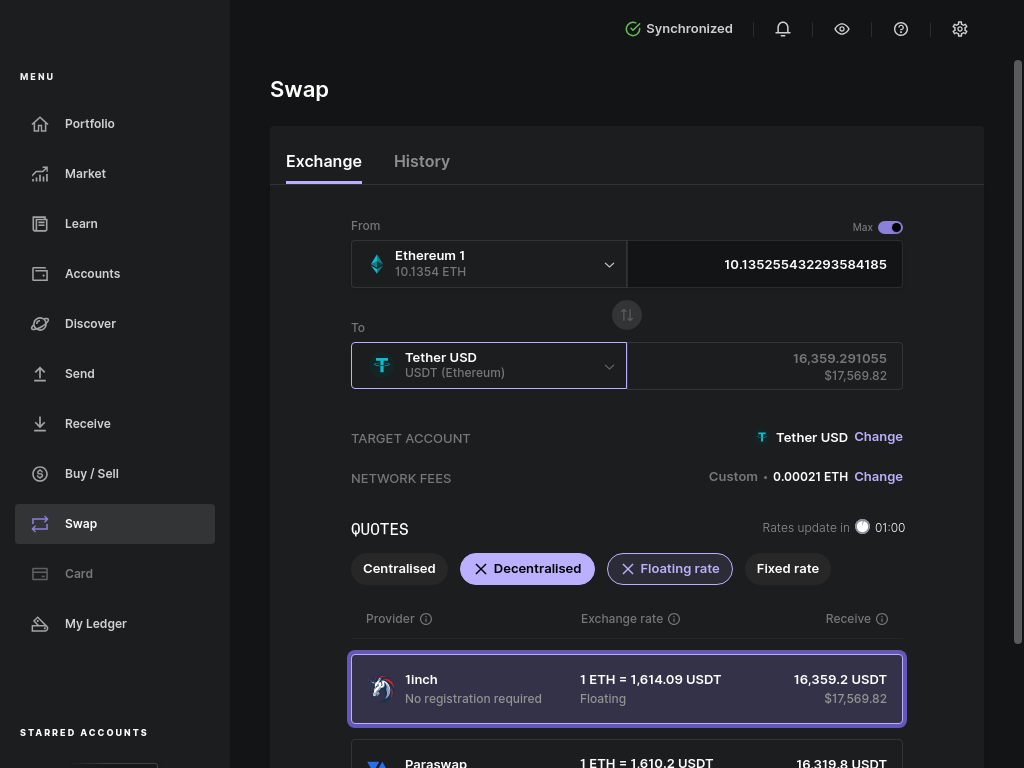 Synchronized
MENU
Portfolio
Market
Learn
Accounts
Discover
Send
Receive
Buy / Sell
Swap
Card
My Ledger
STARRED ACCOUNTS
Swap
Exchange
History
From
Max
Ethereum 1
10.1354 ETH
10.135255432293584185
To
Tether USD
USDT (Ethereum)
16,359.291055
$17,569.82
TARGET ACCOUNT
Tether USD Change
NETWORK FEES
Custom • 0.00021 ETH Change
QUOTES
Rates update in 01:00
Centralised
Decentralised
Floating rate
Fixed rate
Provider
Exchange rate
Receive
1inch
No registration required
1 ETH = 1,614.09 USDT
Floating
16,359.2 USDT
$17,569.82
Paraswap
1 ETH = 1,610.2 USDT
16,319.8 USDT